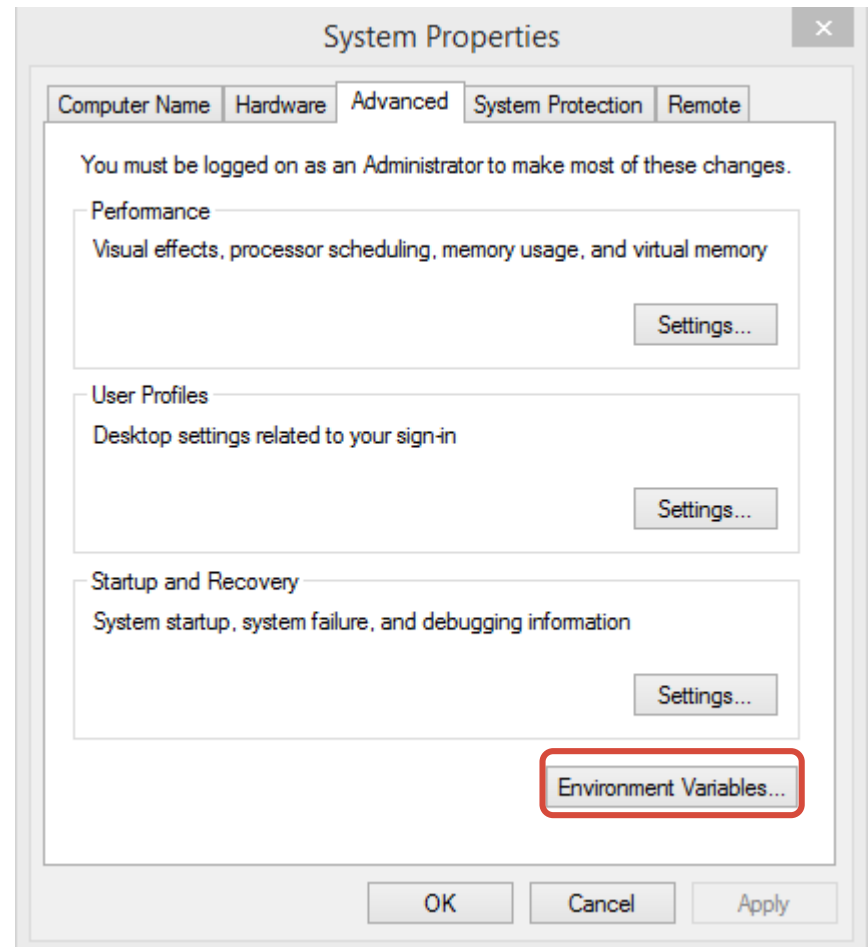 System Properties
Computer Name Hardware Advanced System Protection Remote
You must be logged on as an Administrator to make most of these changes.
Performance
Visual effects, processor scheduling, memory usage, and virtual memory
Settings...
User Profiles
Desktop settings related to your sign-in
Settings...
Startup and Recovery
System startup, system failure, and debugging information
Settings...
Environment Variables...
OK Cancel Apply